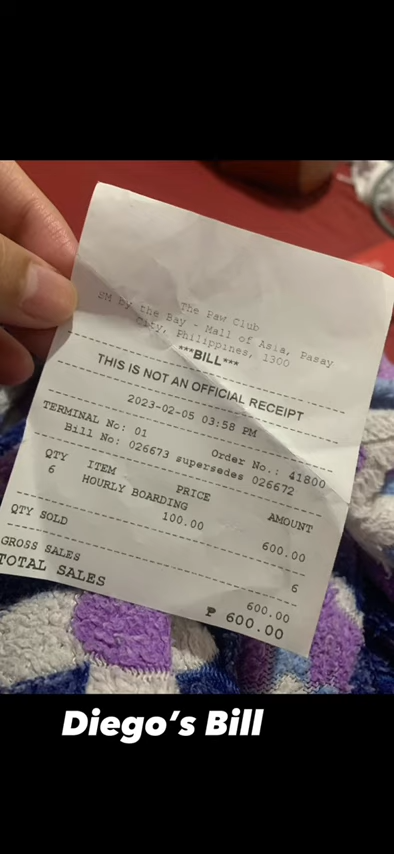 The Paw Club
SM by the Bay - Mall of Asia, Pasay
City, Philippines, 1300
***BILL***
THIS IS NOT AN OFFICIAL RECEIPT
2023-02-05 03:58 PM
TERMINAL No: 01 Order No.: 41800
Bill No: 026673 supersedes 026672
QTY ITEM PRICE AMOUNT
6 HOURLY BOARDING
100.00 600.00
QTY SOLD 6
GROSS SALES 600.00
TOTAL SALES ₱ 600.00
Diego's Bill